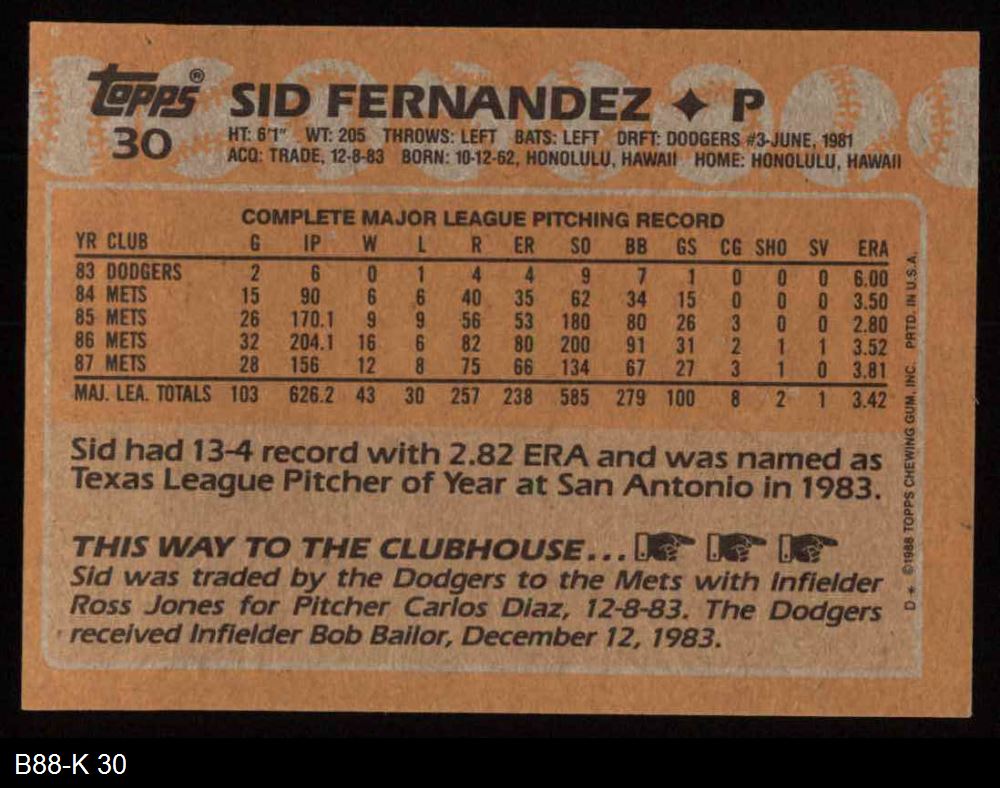 topps®
30
SID FERNANDEZ ✦ P
HT: 6'1" WT: 205 THROWS: LEFT BATS: LEFT DRFT: DODGERS #3-JUNE, 1981
ACQ: TRADE, 12-8-83 BORN: 10-12-62, HONOLULU, HAWAII HOME: HONOLULU, HAWAII
COMPLETE MAJOR LEAGUE PITCHING RECORD
YR CLUB G IP W L R ER SO BB GS CG SHO SV ERA
83 DODGERS 2 6 0 1 4 4 9 7 1 0 0 0 6.00
84 METS 15 90 6 6 40 35 62 34 15 0 0 0 3.50
85 METS 26 170.1 9 9 56 53 180 80 26 3 0 0 2.80
86 METS 32 204.1 16 6 82 80 200 91 31 2 1 1 3.52
87 METS 28 156 12 8 75 66 134 67 27 3 1 0 3.81
MAJ. LEA. TOTALS 103 626.2 43 30 257 238 585 279 100 8 2 1 3.42
Sid had 13-4 record with 2.82 ERA and was named as
Texas League Pitcher of Year at San Antonio in 1983.
THIS WAY TO THE CLUBHOUSE...
Sid was traded by the Dodgers to the Mets with Infielder
Ross Jones for Pitcher Carlos Diaz, 12-8-83. The Dodgers
received Infielder Bob Bailor, December 12, 1983.
D* ©1988 TOPPS CHEWING GUM, INC. PRTD. IN U.S.A.
B88-K 30